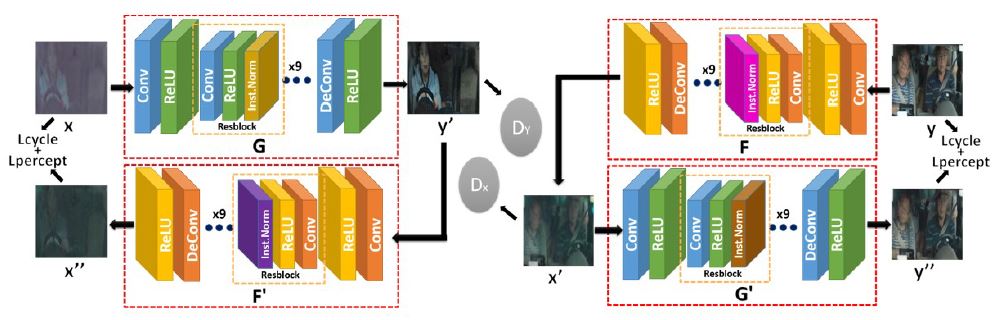 Conv
ReLU
Conv
ReLU
Inst.Norm
x9
DeConv
ReLU
Resblock
G
x
y'
Lcycle
+
Lpercept
x''
ReLU
DeConv
x9
Inst.Norm
ReLU
Conv
ReLU
Conv
Resblock
F'
DY
DX
ReLU
DeConv
x9
Inst.Norm
ReLU
Conv
ReLU
Conv
Resblock
F
y
Lcycle
+
Lpercept
x'
Conv
ReLU
Conv
ReLU
Inst.Norm
x9
DeConv
ReLU
Resblock
G'
y''